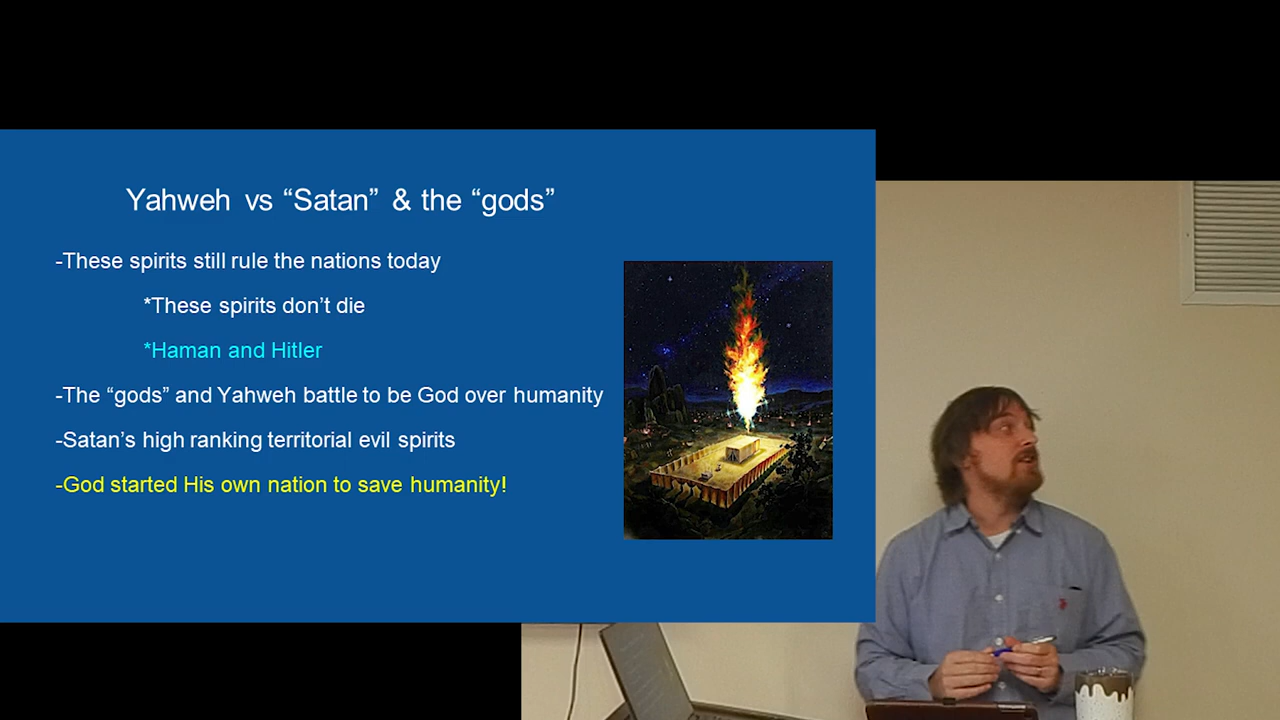 Yahweh vs “Satan” & the “gods”
-These spirits still rule the nations today
*These spirits don’t die
*Haman and Hitler
-The “gods” and Yahweh battle to be God over humanity
-Satan’s high ranking territorial evil spirits
-God started His own nation to save humanity!